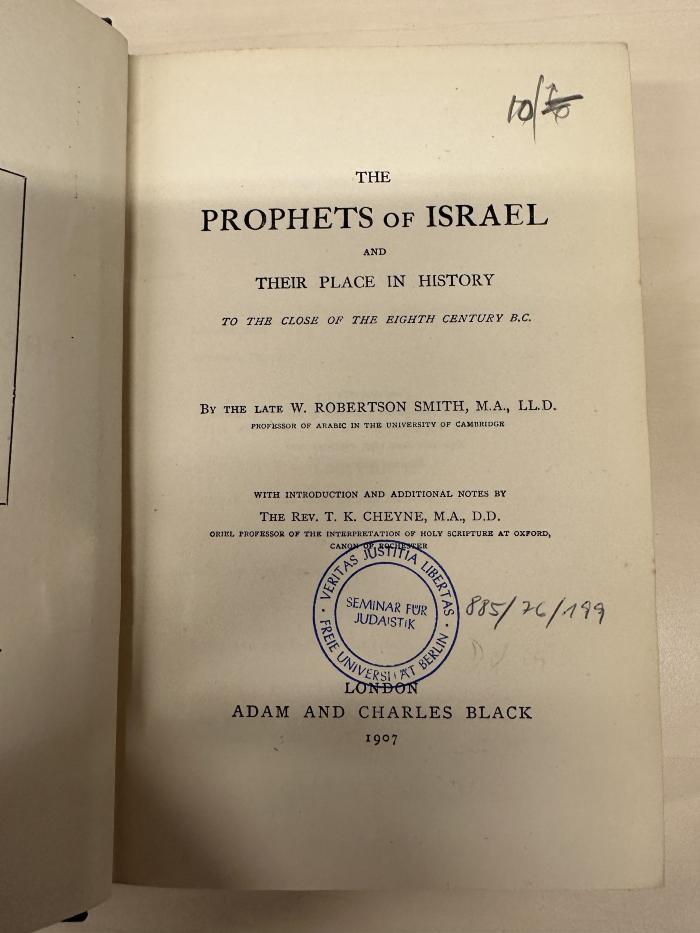 THE
PROPHETS OF ISRAEL
AND
THEIR PLACE IN HISTORY
TO THE CLOSE OF THE EIGHTH CENTURY B.C.
BY THE LATE W. ROBERTSON SMITH, M.A., LL.D.
PROFESSOR OF ARABIC IN THE UNIVERSITY OF CAMBRIDGE
WITH INTRODUCTION AND ADDITIONAL NOTES BY
THE REV. T. K. CHEYNE, M.A., D.D.
ORIEL PROFESSOR OF THE INTERPRETATION OF HOLY SCRIPTURE AT OXFORD,
CANON OF ROCHESTER
VERITAS JUSTITIA LIBERTAS
SEMINAR FÜR
JUDAISTIK
FREIE UNIVERSITÄT BERLIN
885/76/199
LONDON
ADAM AND CHARLES BLACK
1907